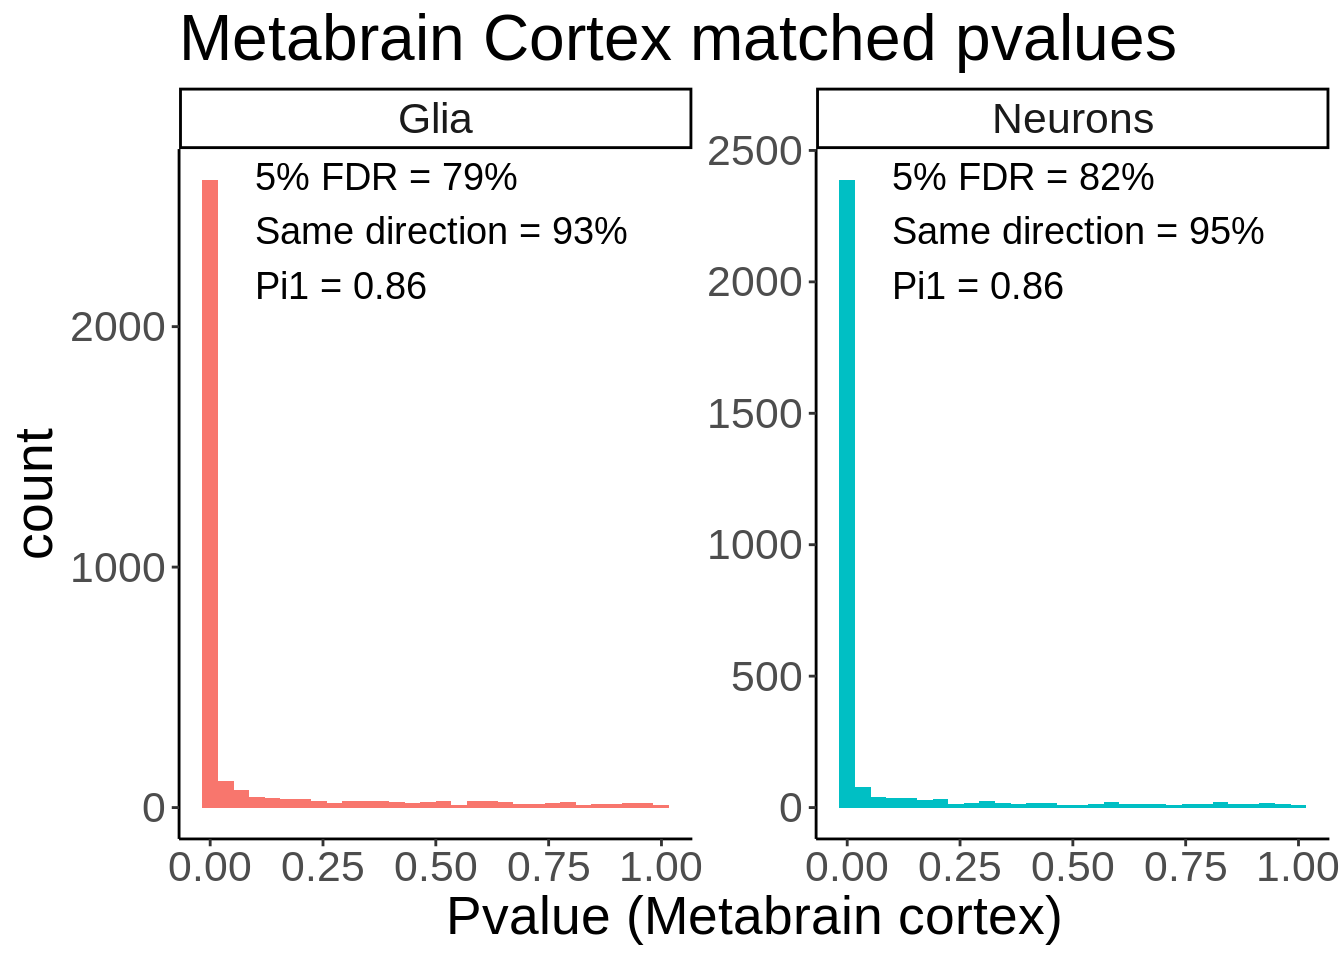 Metabrain Cortex matched pvalues
Glia
5% FDR = 79%
Same direction = 93%
Pi1 = 0.86
2000
1000
0
0.00 0.25 0.50 0.75 1.00
Neurons
5% FDR = 82%
Same direction = 95%
Pi1 = 0.86
2500
2000
1500
1000
500
0
0.00 0.25 0.50 0.75 1.00
count
Pvalue (Metabrain cortex)